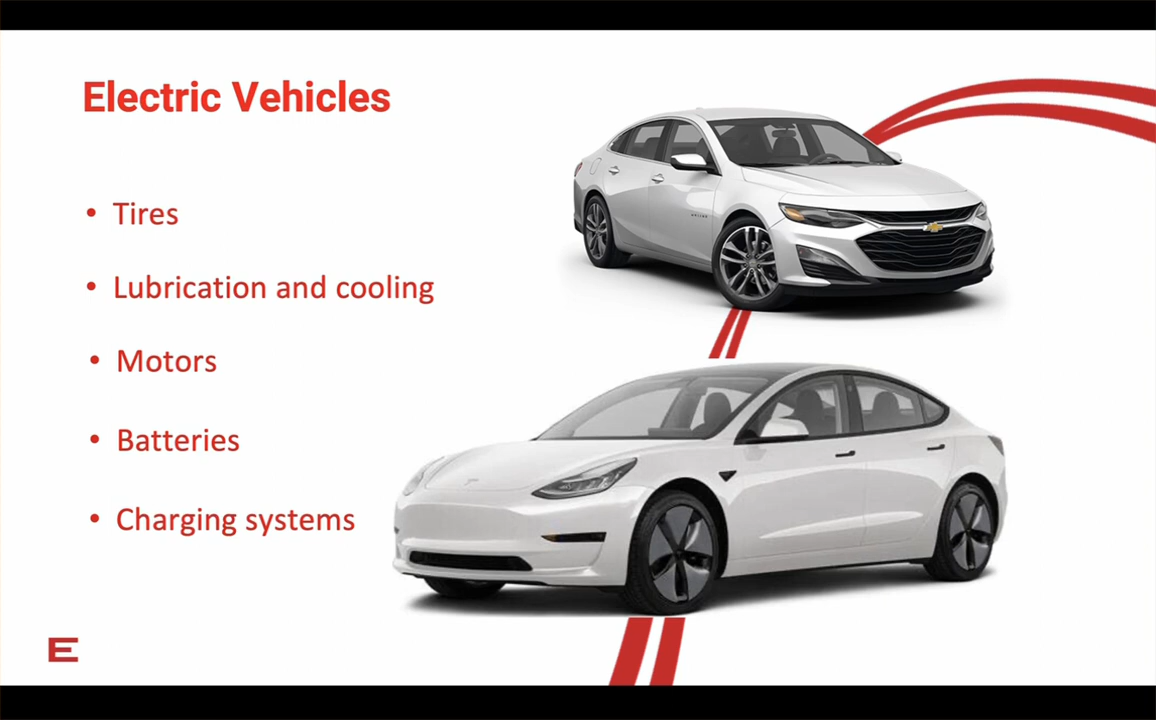 Electric Vehicles
• Tires
• Lubrication and cooling
• Motors
• Batteries
• Charging systems
E